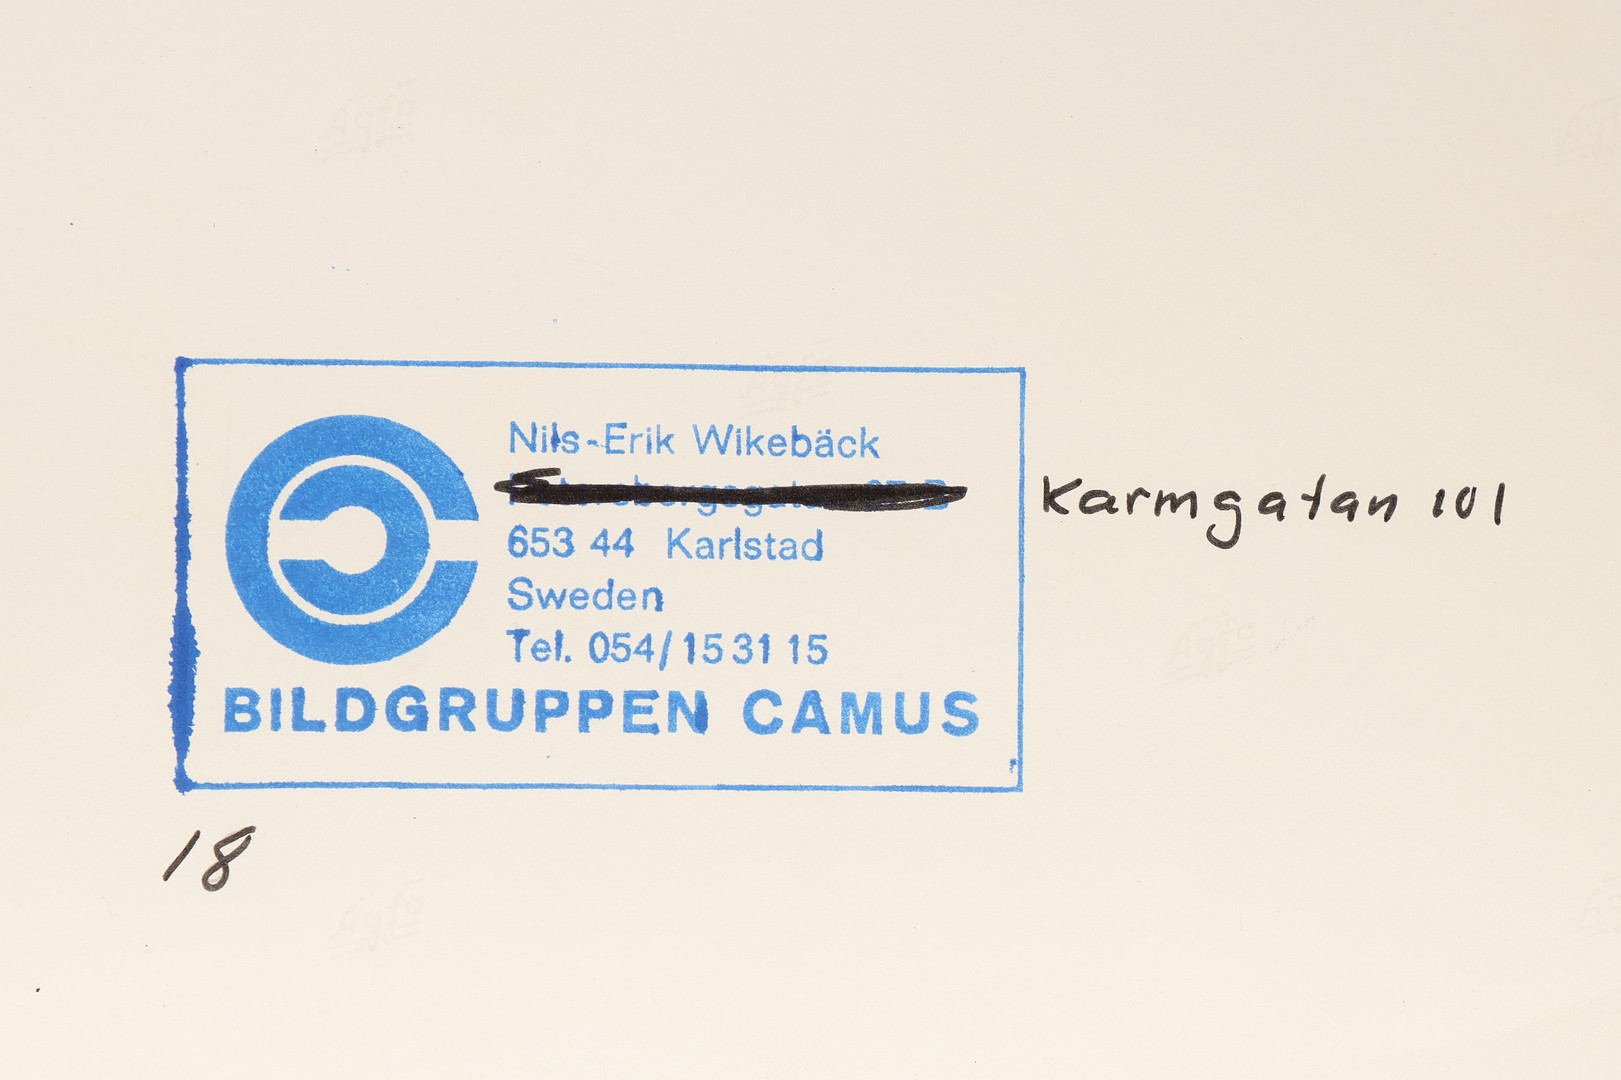 Nils-Erik Wikebäck
Karmgatan 101
653 44 Karlstad
Sweden
Tel. 054/15 31 15
BILDGRUPPEN CAMUS
18